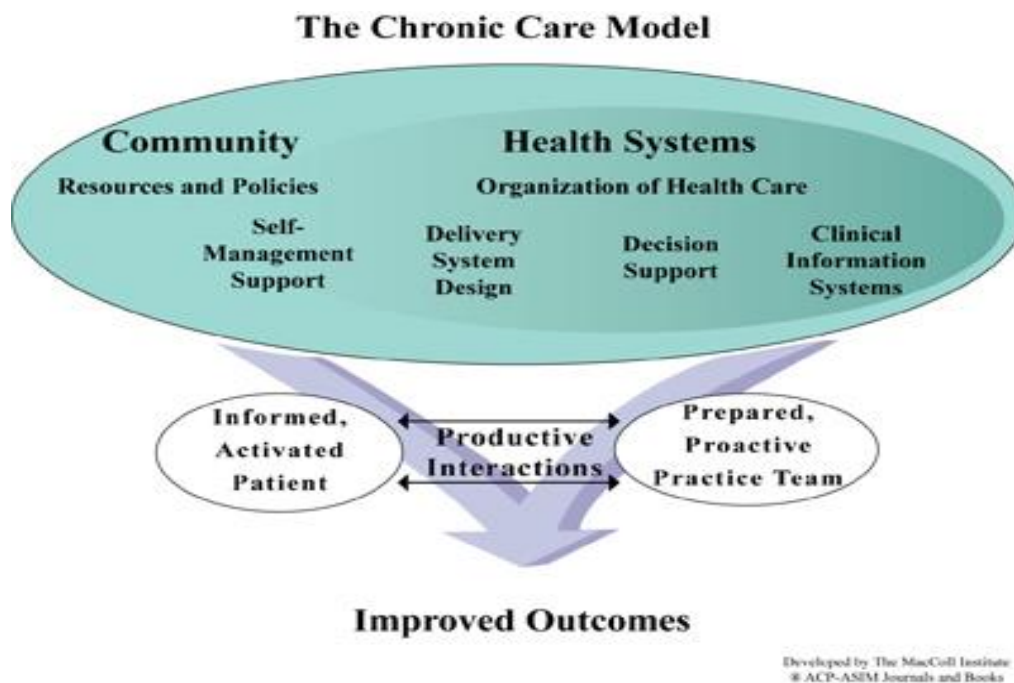 The Chronic Care Model
Community
Resources and Policies
Health Systems
Organization of Health Care
Self-
Management
Support
Delivery
System
Design
Decision
Support
Clinical
Information
Systems
Informed,
Activated
Patient
Productive
Interactions
Prepared,
Proactive
Practice Team
Improved Outcomes
Developed by The MacColl Institute
® ACP-ASIM Journals and Books